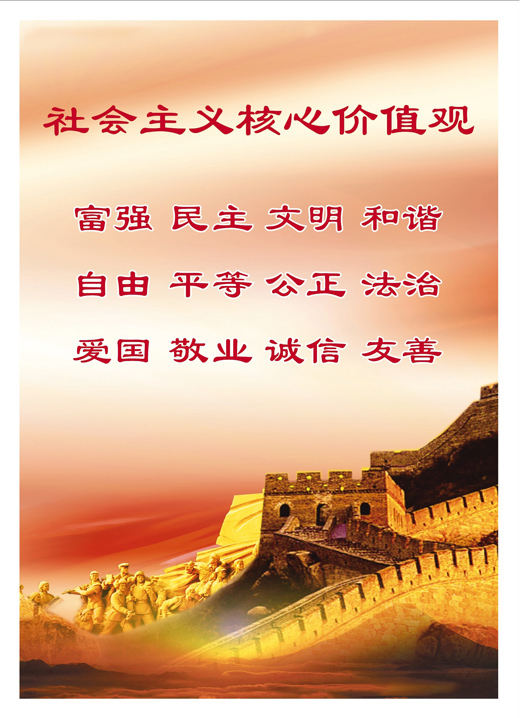 社会主义核心价值观
富强 民主 文明 和谐
自由 平等 公正 法治
爱国 敬业 诚信 友善